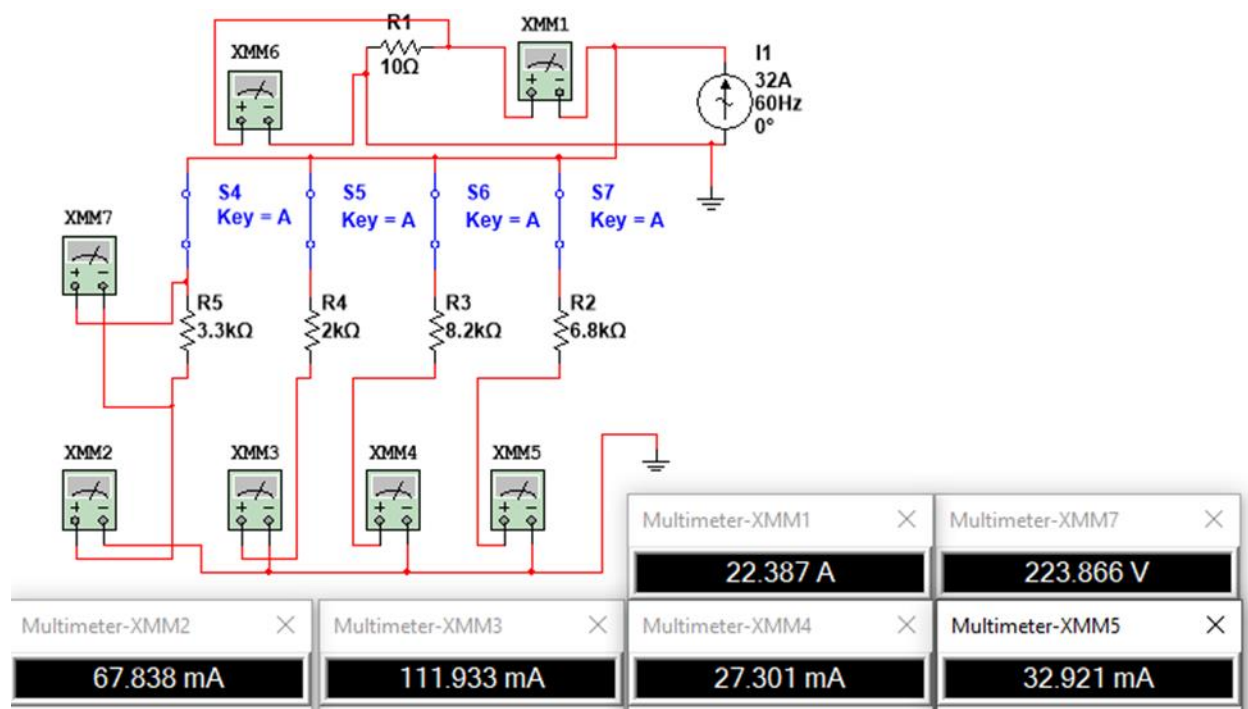 R1
10Ω
XMM1
XMM6
I1
32A
60Hz
0°
S4
Key = A
S5
Key = A
S6
Key = A
S7
Key = A
XMM7
R5
3.3kΩ
R4
2kΩ
R3
8.2kΩ
R2
6.8kΩ
XMM2
XMM3
XMM4
XMM5
Multimeter-XMM1
22.387 A
Multimeter-XMM7
223.866 V
Multimeter-XMM2
67.838 mA
Multimeter-XMM3
111.933 mA
Multimeter-XMM4
27.301 mA
Multimeter-XMM5
32.921 mA